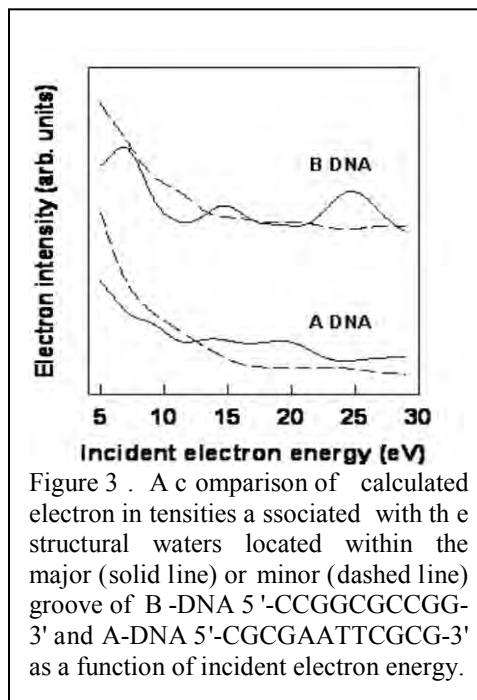 Electron intensity (arb. units)
B DNA
A DNA
5 10 15 20 25 30
Incident electron energy (eV)
Figure 3 . A c omparison of calculated
electron in tensities a ssociated with th e
structural waters located within the
major (solid line) or minor (dashed line)
groove of B -DNA 5 '-CCGGCGCCGG-
3' and A-DNA 5'-CGCGAATTCGCG-3'
as a function of incident electron energy.